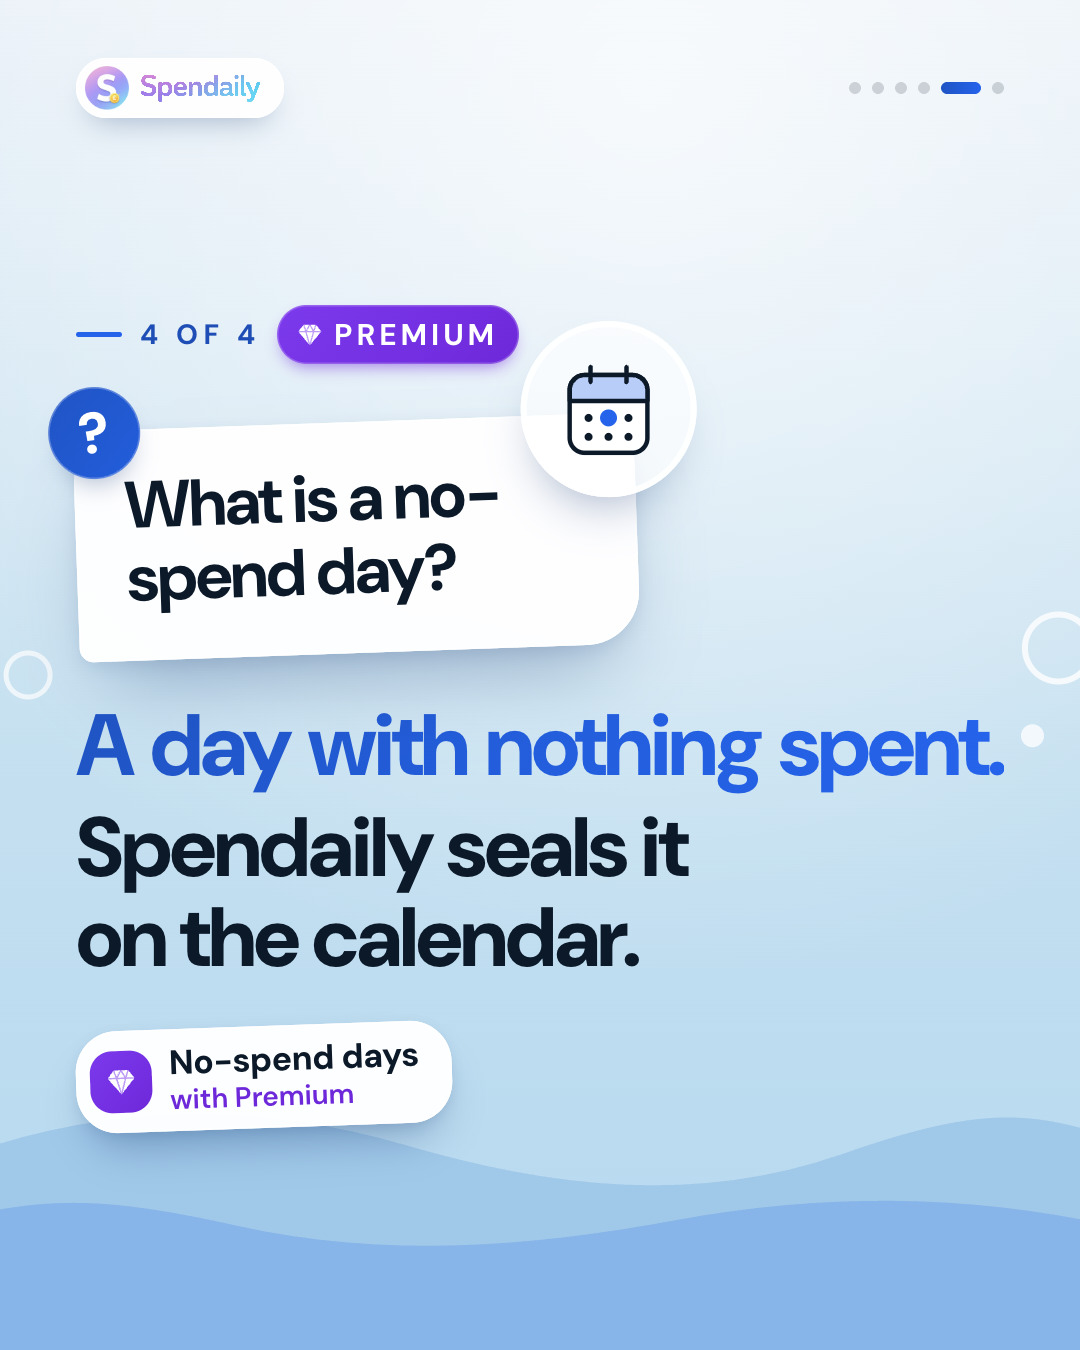 Spendaily
4 OF 4
PREMIUM
?
What is a no-
spend day?
A day with nothing spent.
Spendaily seals it
on the calendar.
No-spend days
with Premium